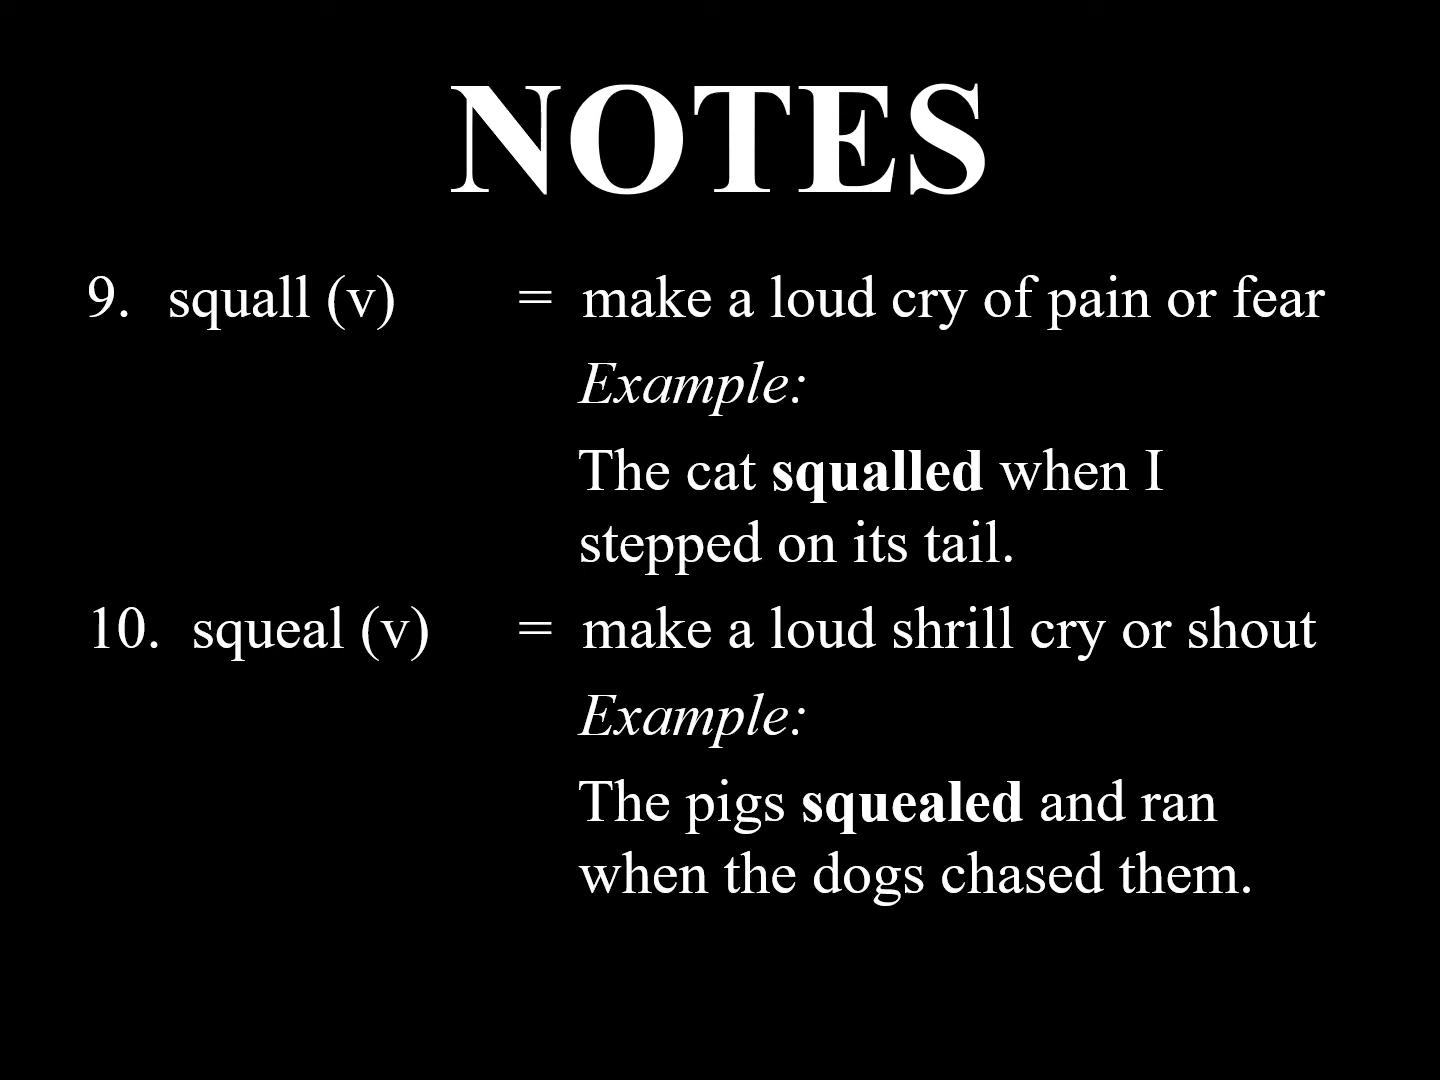 NOTES
9. squall (v) = make a loud cry of pain or fear
Example:
The cat squalled when I
stepped on its tail.
10. squeal (v) = make a loud shrill cry or shout
Example:
The pigs squealed and ran
when the dogs chased them.